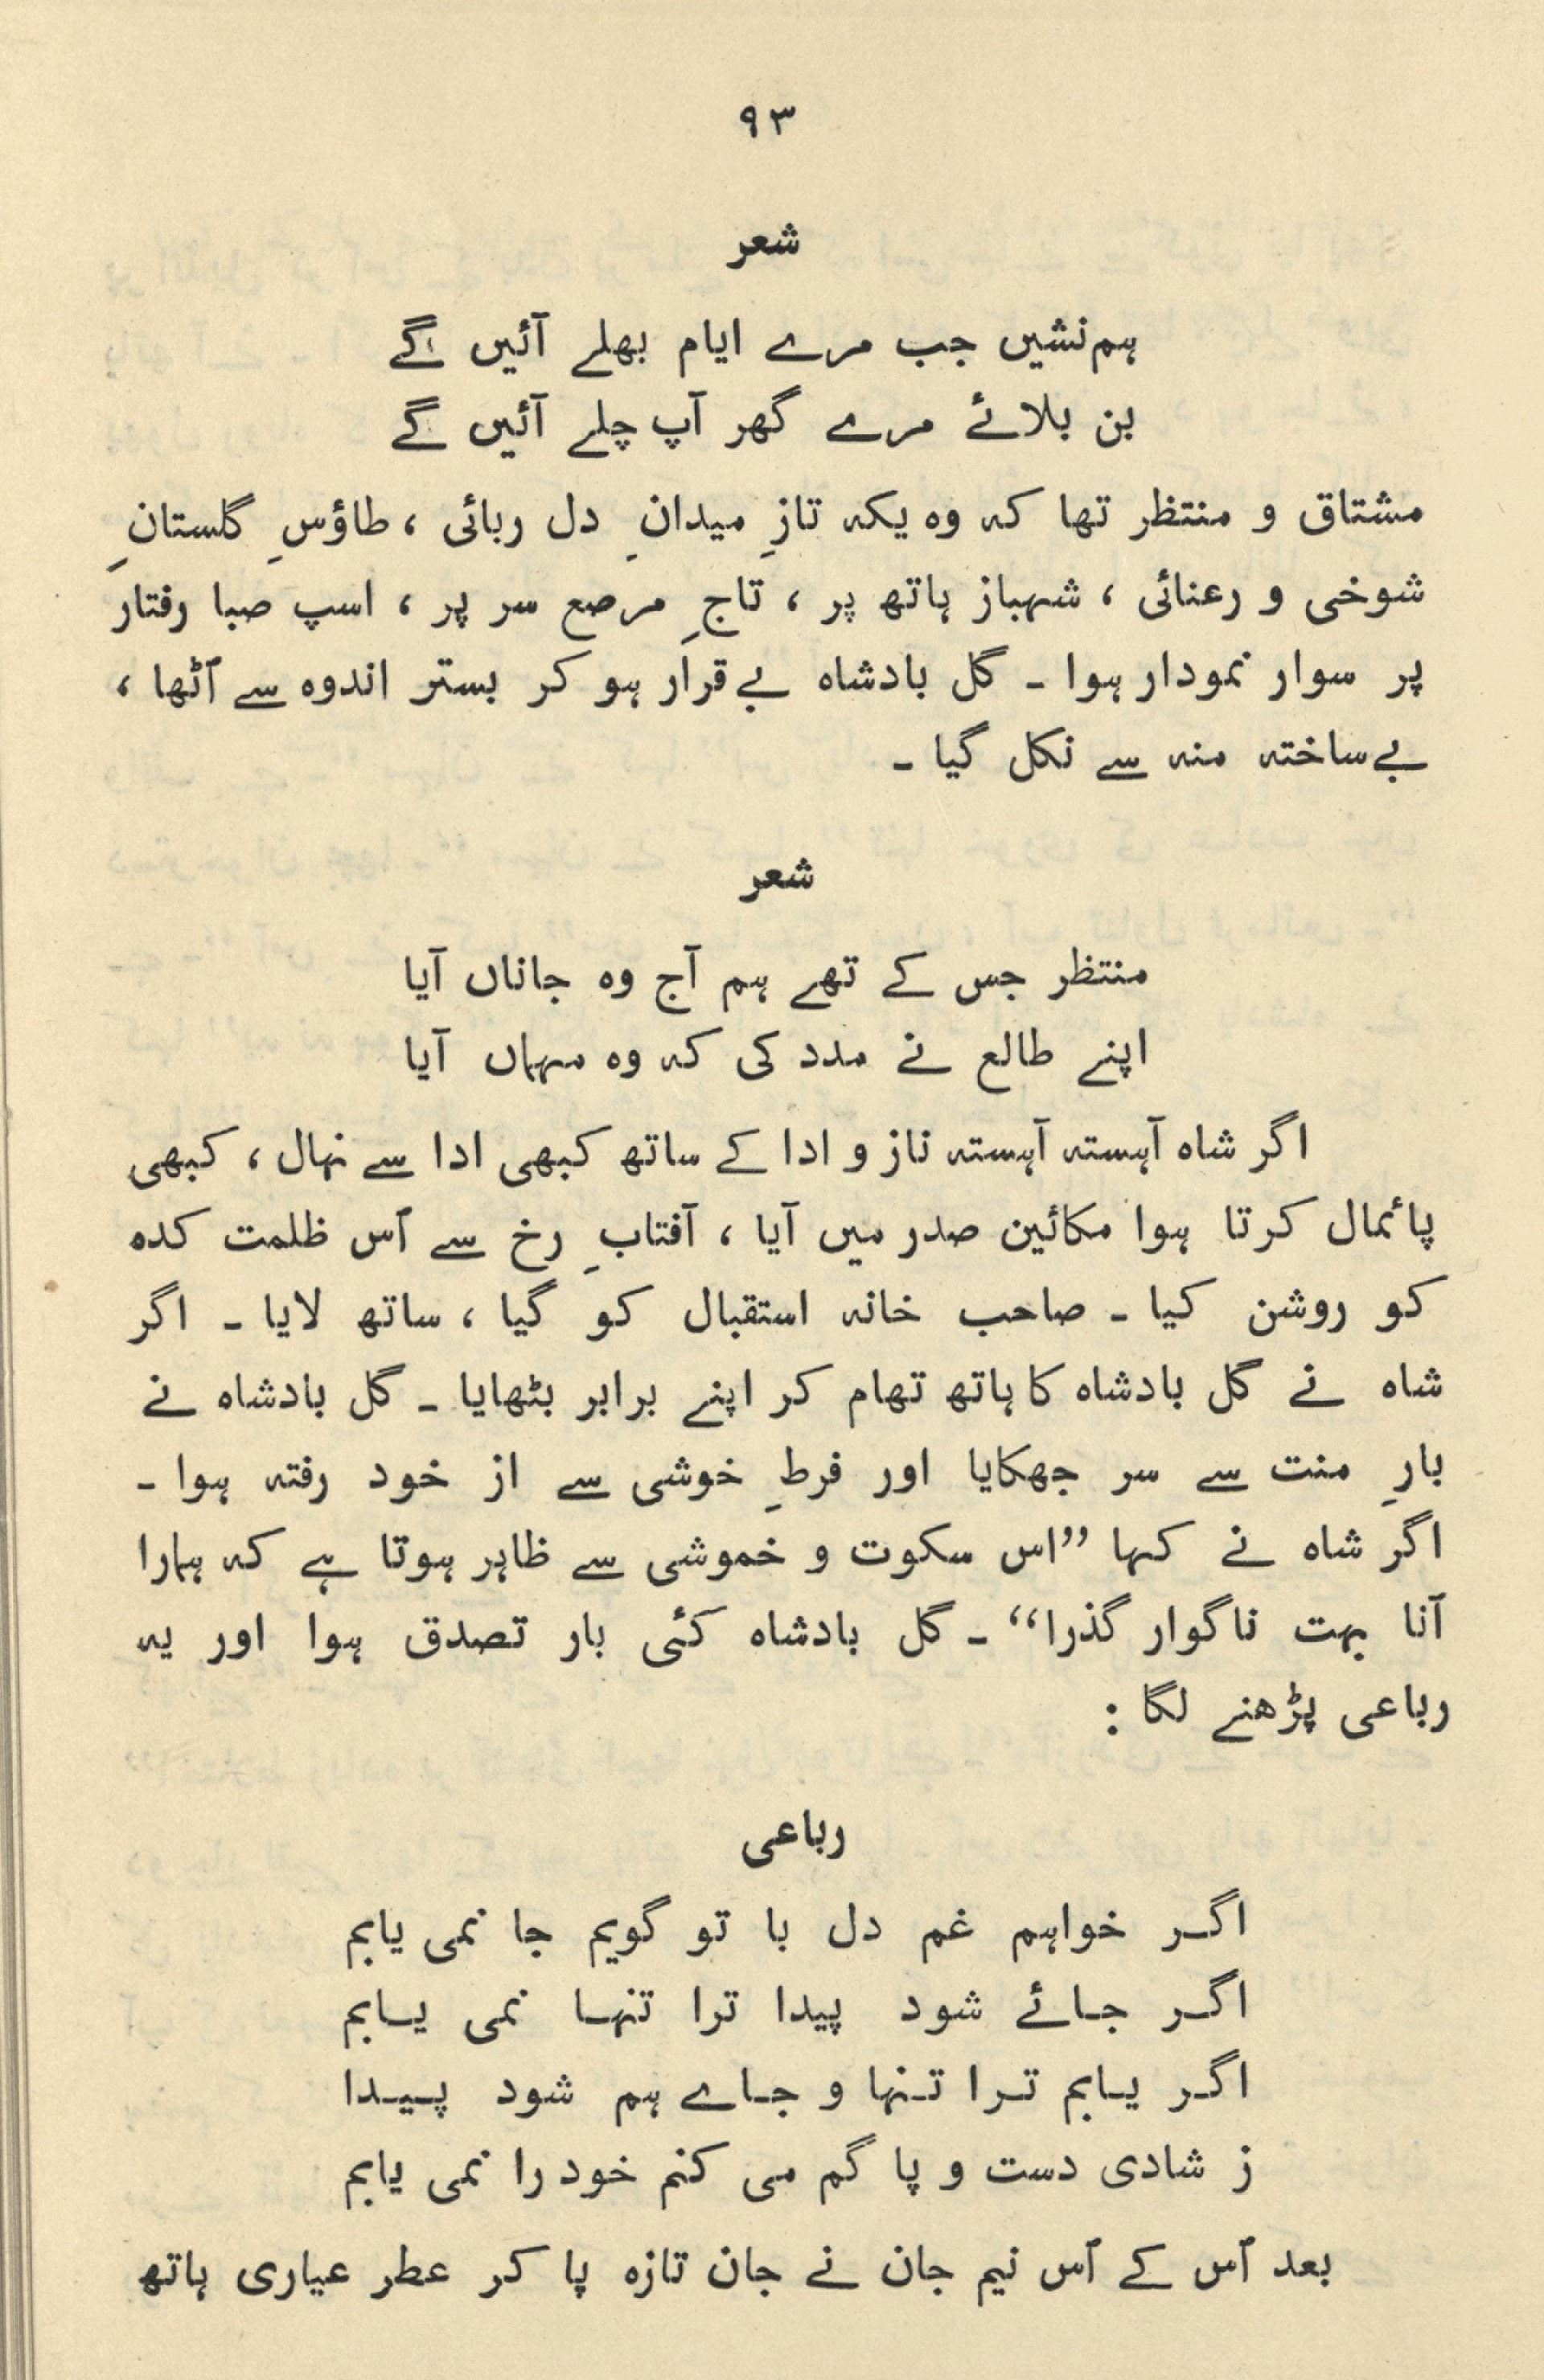 ۹۳
شعر
ہم نشیں جب مرے ایام بھلے آئیں گے
بن بلائے مرے گھر آپ چلے آئیں گے
مشتاق و منتظر تھا کہ وہ یکہ تازِ میدانِ دل ربائی ، طاؤسِ گلستانِ
شوخی و رعنائی ، شہباز ہاتھ پر ، تاجِ مرصع سر پر ، اسپ صبا رفتار
پر سوار نمودار ہوا ۔ گل بادشاہ بے قرار ہو کر بستر اندوہ سے اُٹھا ،
بے ساختہ منہ سے نکل گیا ۔
شعر
منتظر جس کے تھے ہم آج وہ جاناں آیا
اپنے طالع نے مدد کی کہ وہ مہماں آیا
اگر شاہ آہستہ آہستہ ناز و ادا کے ساتھ کبھی ادا سے نہال ، کبھی
پائمال کرتا ہوا مکائین صدر میں آیا ، آفتابِ رخ سے اُس ظلمت کدہ
کو روشن کیا ۔ صاحب خانہ استقبال کو گیا ، ساتھ لایا ۔ اگر
شاہ نے گل بادشاہ کا ہاتھ تھام کر اپنے برابر بٹھایا ۔ گل بادشاہ نے
بارِ منت سے سر جھکایا اور فرطِ خوشی سے از خود رفتہ ہوا ۔
اگر شاہ نے کہا ”اس سکوت و خموشی سے ظاہر ہوتا ہے کہ ہمارا
آنا بہت ناگوار گذرا“ ۔ گل بادشاہ کئی بار تصدق ہوا اور یہ
رباعی پڑھنے لگا :
رباعی
اگر خواہم غم دل با تو گویم جا نمی یابم
اگر جائے شود پیدا ترا تنہا نمی یابم
اگر یابم ترا تنہا و جاے ہم شود پیدا
ز شادی دست و پا گم می کنم خود را نمی یابم
بعد اُس کے اُس نیم جان نے جان تازہ پا کر عطر عیاری ہاتھ